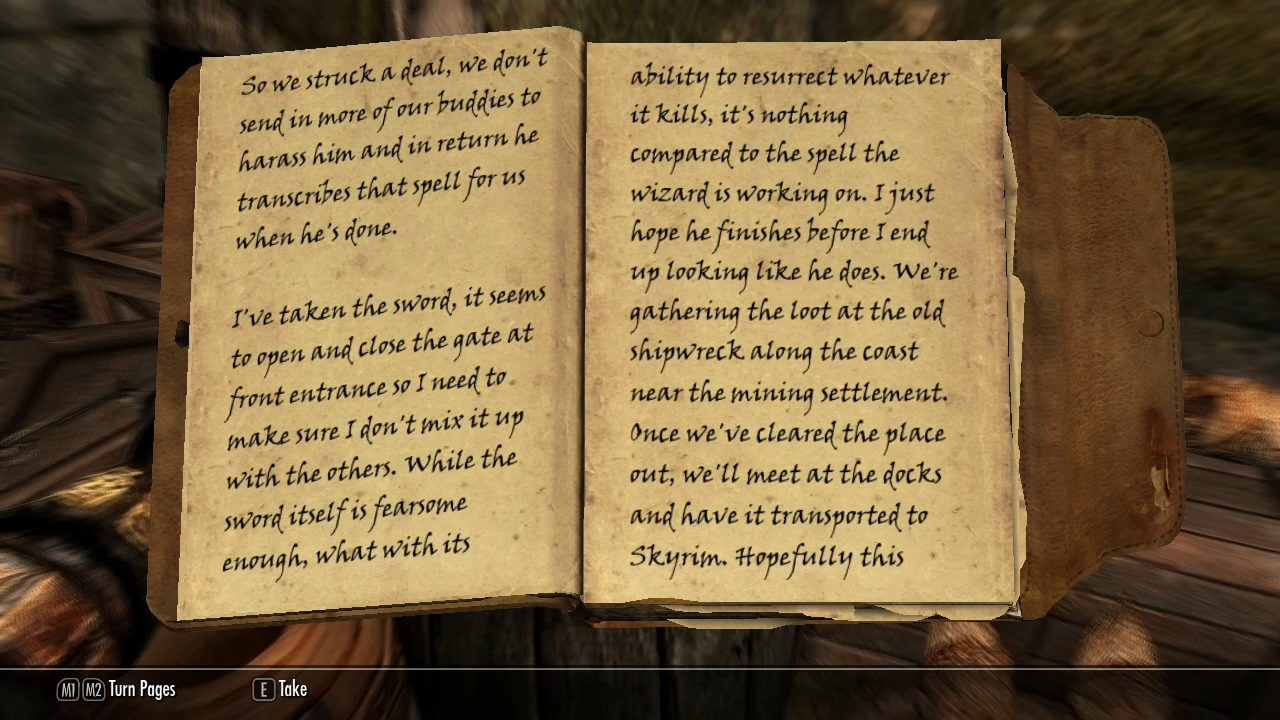 So we struck a deal, we don't
send in more of our buddies to
harass him and in return he
transcribes that spell for us
when he's done.
I've taken the sword, it seems
to open and close the gate at
front entrance so I need to
make sure I don't mix it up
with the others. While the
sword itself is fearsome
enough, what with its
ability to resurrect whatever
it kills, it's nothing
compared to the spell the
wizard is working on. I just
hope he finishes before I end
up looking like he does. We're
gathering the loot at the old
shipwreck along the coast
near the mining settlement.
Once we've cleared the place
out, we'll meet at the docks
and have it transported to
Skyrim. Hopefully this
M1 M2 Turn Pages
E Take